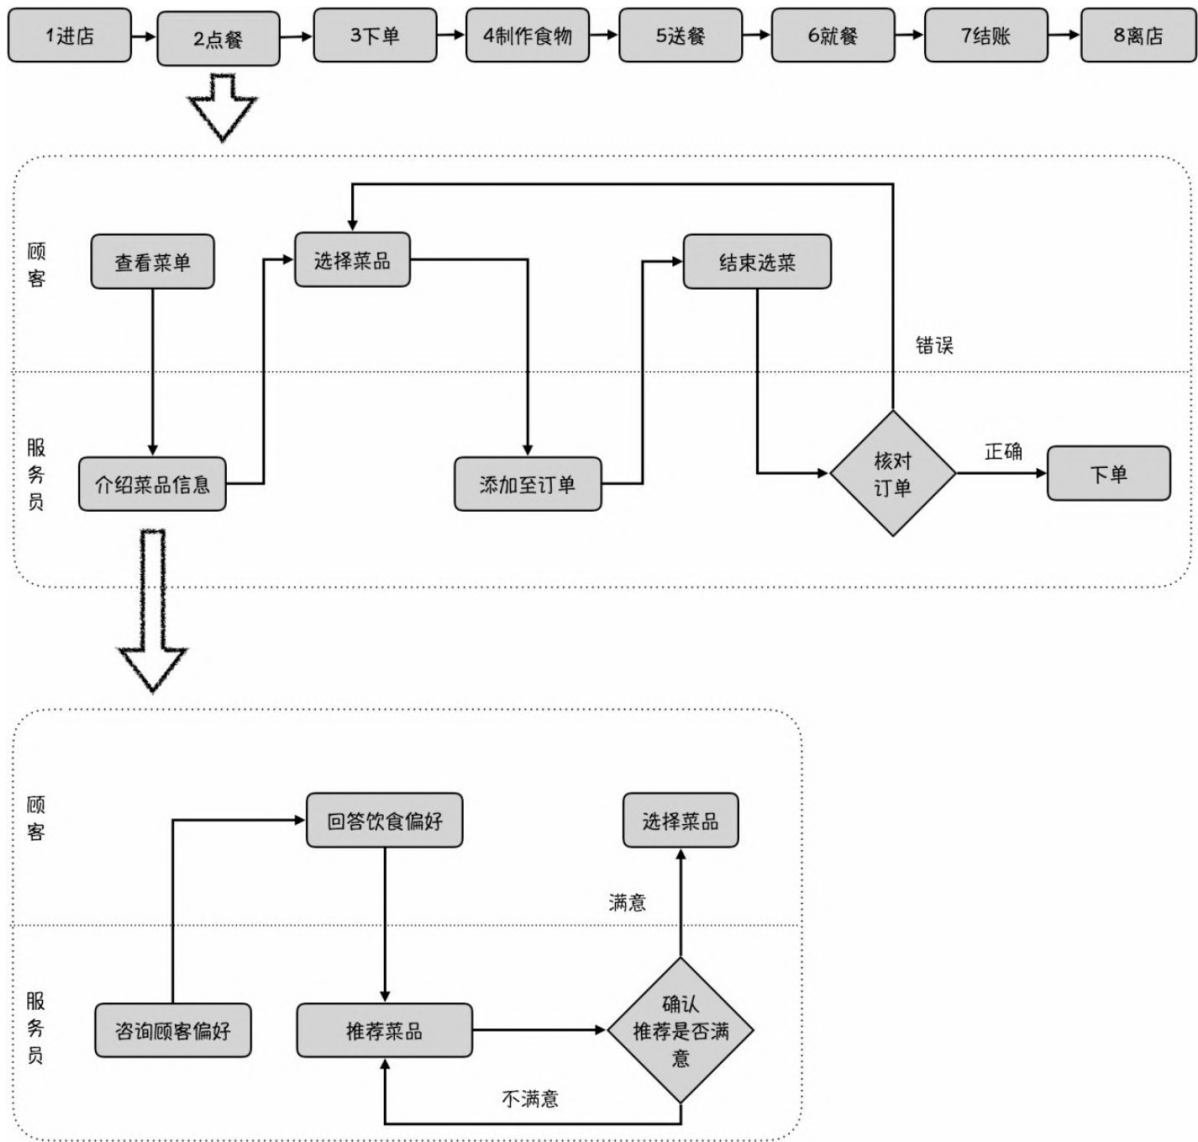 1进店
2点餐
3下单
4制作食物
5送餐
6就餐
7结账
8离店
顾
客
查看菜单
选择菜品
结束选菜
错误
服
务
员
介绍菜品信息
添加至订单
核对
订单
正确
下单
顾
客
回答饮食偏好
选择菜品
满意
服
务
员
咨询顾客偏好
推荐菜品
确认
推荐是否满
意
不满意